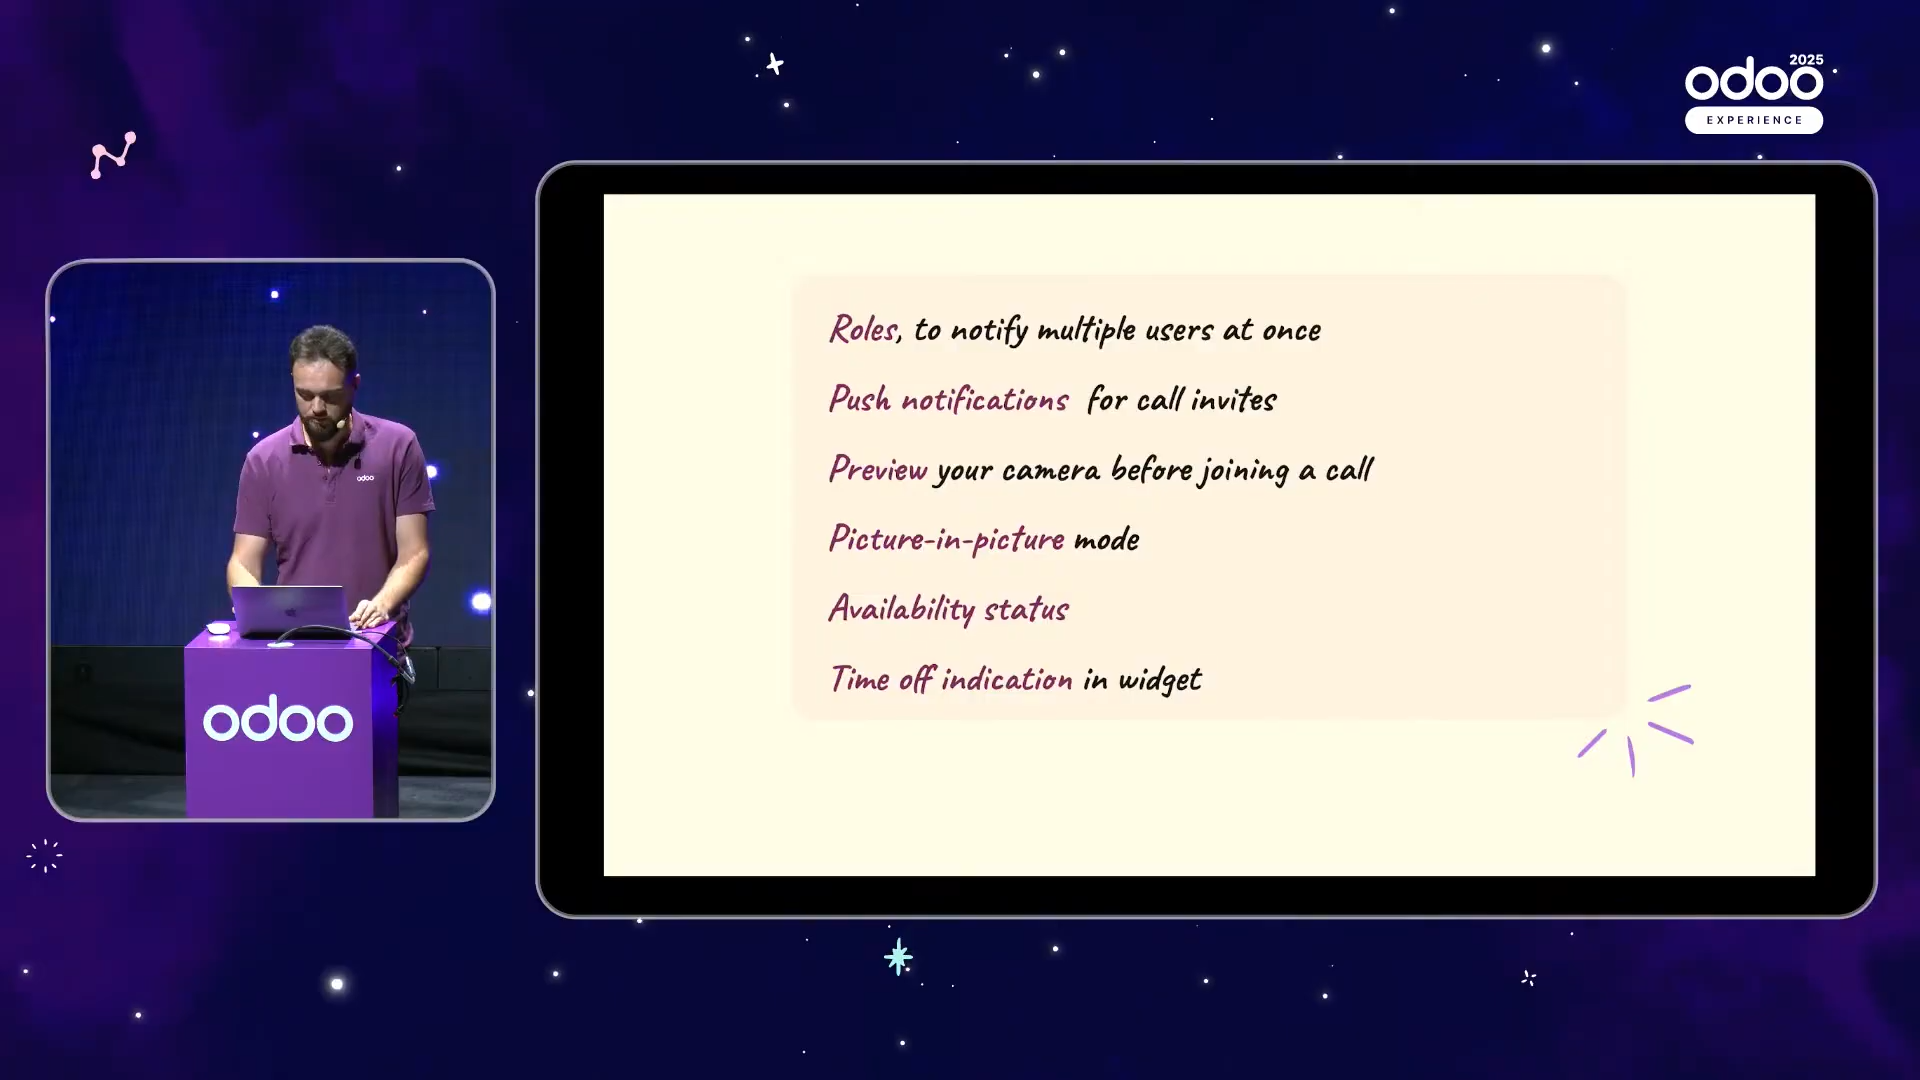 2025
odoo
EXPERIENCE
Roles, to notify multiple users at once
Push notifications for call invites
Preview your camera before joining a call
Picture-in-picture mode
Availability status
Time off indication in widget
odoo
odoo